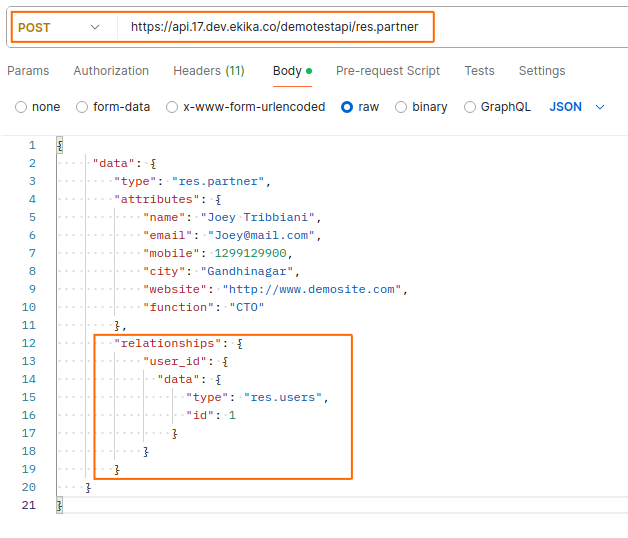 POST https://api.17.dev.ekika.co/demotestapi/res.partner
Params Authorization Headers (11) Body Pre-request Script Tests Settings
none form-data x-www-form-urlencoded raw binary GraphQL JSON
1 {
2 "data": {
3 "type": "res.partner",
4 "attributes": {
5 "name": "Joey Tribbiani",
6 "email": "Joey@mail.com",
7 "mobile": 1299129900,
8 "city": "Gandhinagar",
9 "website": "http://www.demosite.com",
10 "function": "CTO"
11 },
12 "relationships": {
13 "user_id": {
14 "data": {
15 "type": "res.users",
16 "id": 1
17 }
18 }
19 }
20 }
21 }